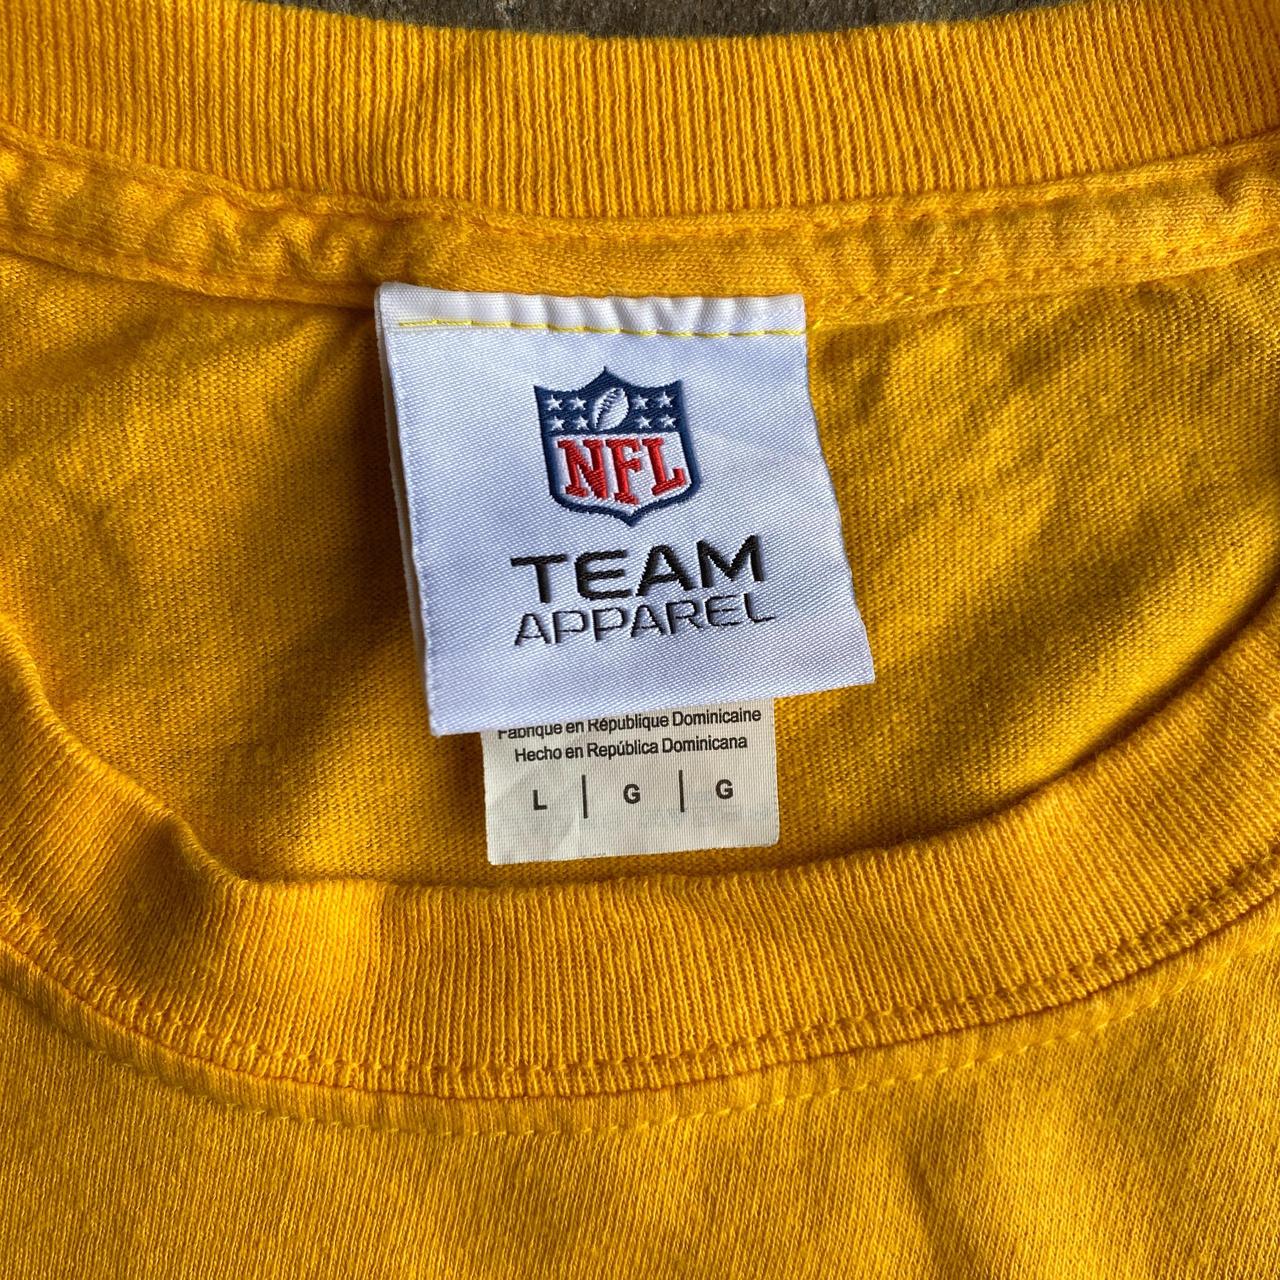 NFL
TEAM
APPAREL
Fabriqué en République Dominicaine
Hecho en República Dominicana
L | G | G